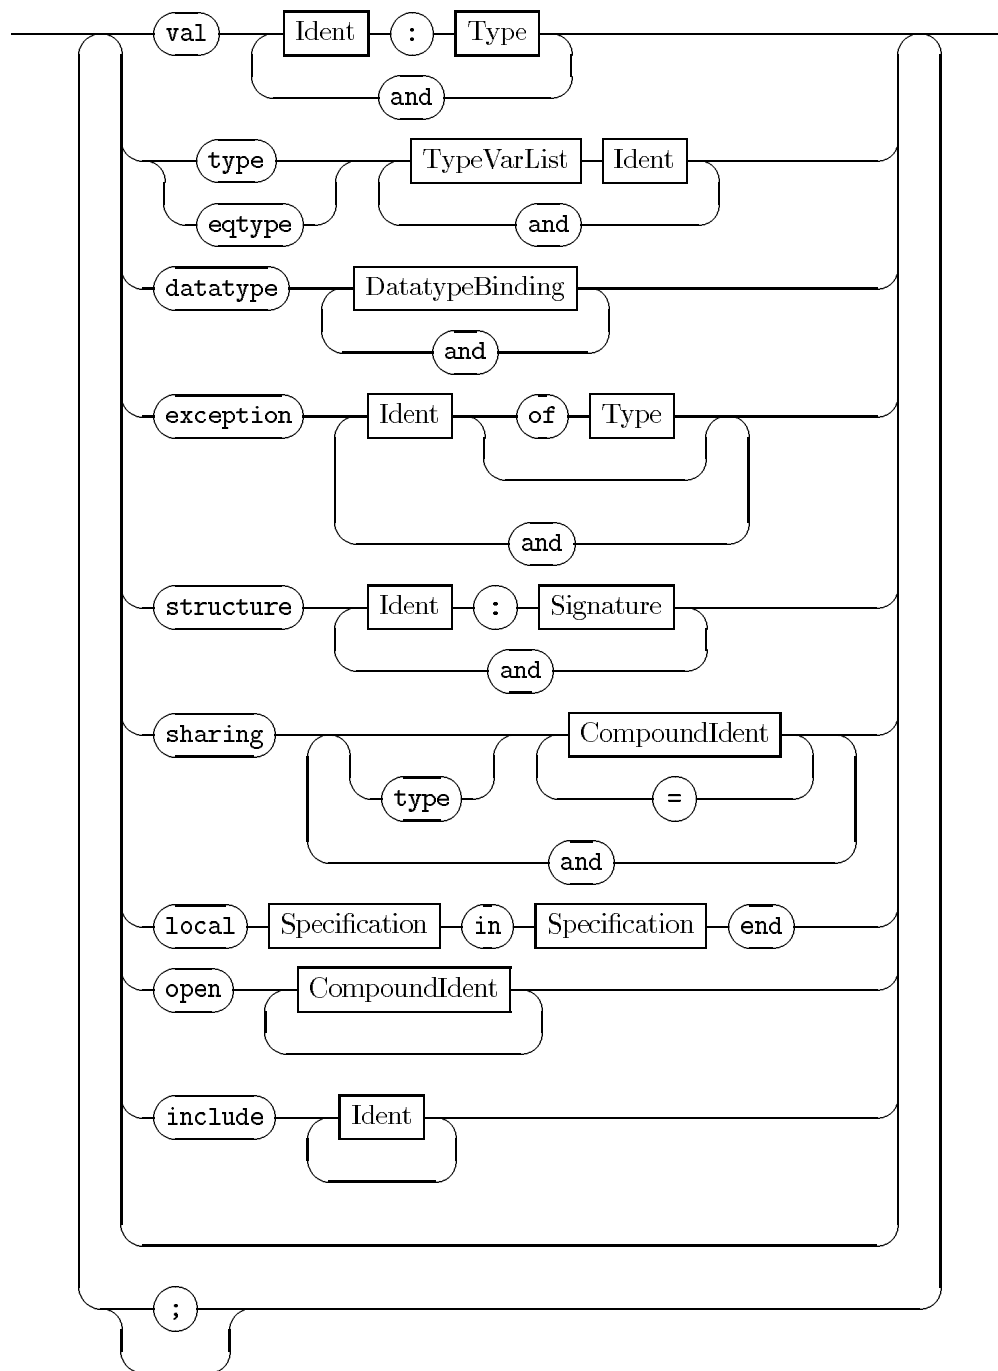 val Ident : Type
and
type TypeVarList Ident
eqtype and
datatype DatatypeBinding
and
exception Ident of Type
and
structure Ident : Signature
and
sharing CompoundIdent
type =
and
local Specification in Specification end
open CompoundIdent
include Ident
;